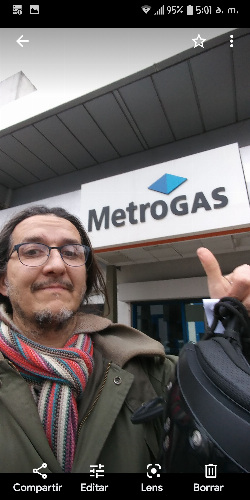 95% 5:01 a. m.
MetroGAS
Compartir Editar Lens Borrar